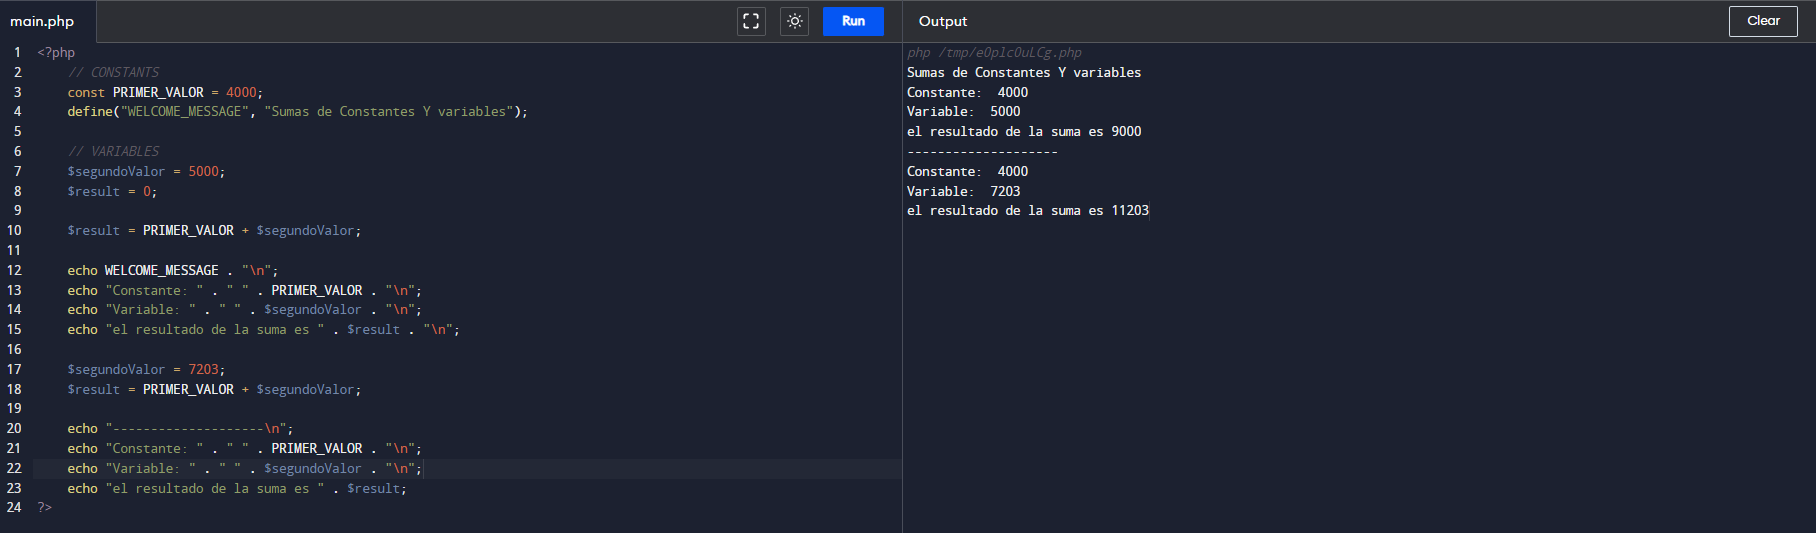 main.php
Run
Output
Clear
1 <?php
2 // CONSTANTS
3 const PRIMER_VALOR = 4000;
4 define("WELCOME_MESSAGE", "Sumas de Constantes Y variables");
5
6 // VARIABLES
7 $segundoValor = 5000;
8 $result = 0;
9
10 $result = PRIMER_VALOR + $segundoValor;
11
12 echo WELCOME_MESSAGE . "\n";
13 echo "Constante: " . " " . PRIMER_VALOR . "\n";
14 echo "Variable: " . " " . $segundoValor . "\n";
15 echo "el resultado de la suma es " . $result . "\n";
16
17 $segundoValor = 7203;
18 $result = PRIMER_VALOR + $segundoValor;
19
20 echo "--------------------\n";
21 echo "Constante: " . " " . PRIMER_VALOR . "\n";
22 echo "Variable: " . " " . $segundoValor . "\n";
23 echo "el resultado de la suma es " . $result;
24 ?>
php /tmp/eOplcOuLCg.php
Sumas de Constantes Y variables
Constante:  4000
Variable:  5000
el resultado de la suma es 9000
--------------------
Constante:  4000
Variable:  7203
el resultado de la suma es 11203